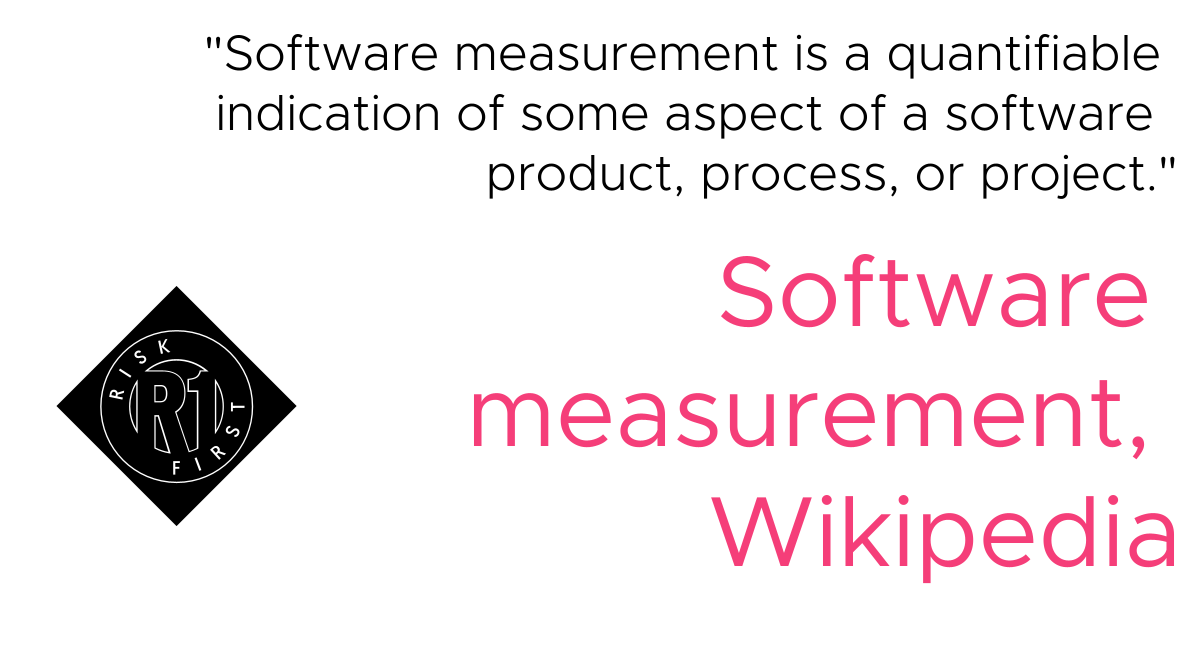 "Software measurement is a quantifiable
indication of some aspect of a software
product, process, or project."
Software
measurement,
Wikipedia
RISK
R1
FIRST